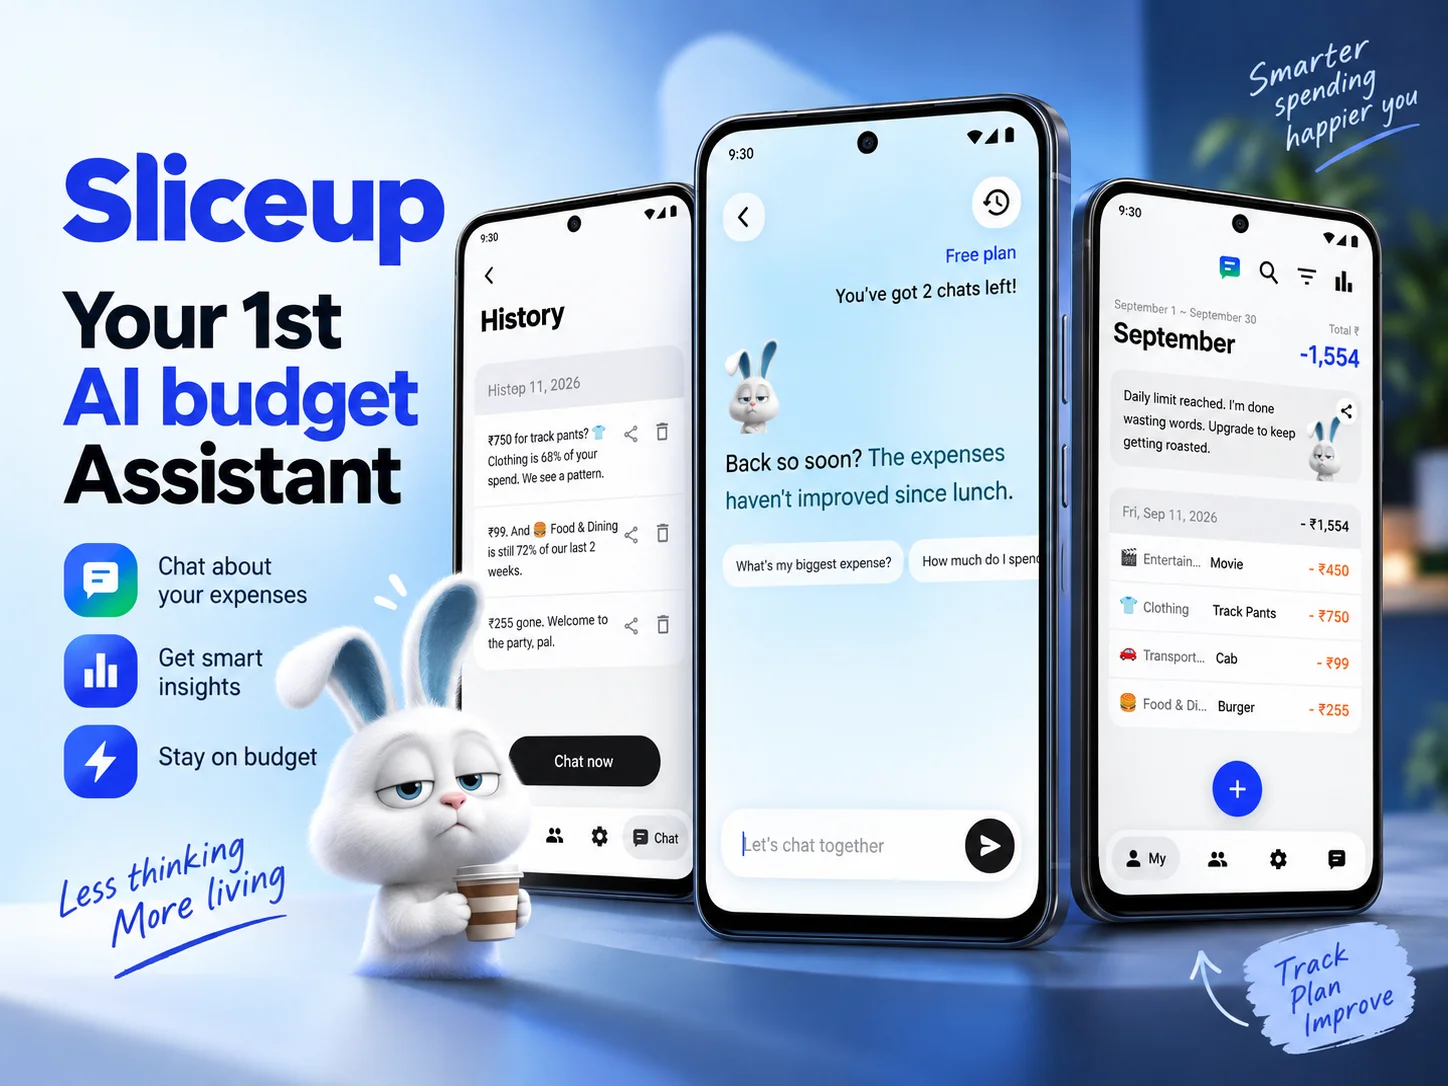 Sliceup
Your 1st
AI budget
Assistant
Chat about
your expenses
Get smart
insights
Stay on budget
Less thinking
More living
9:30
History
Histep 11, 2026
₹750 for track pants? 👕
Clothing is 68% of your
spend. We see a pattern.
₹99. And 🍔 Food & Dining
is still 72% of our last 2
weeks.
₹255 gone. Welcome to
the party, pal.
Chat now
Chat
9:30
Free plan
You've got 2 chats left!
Back so soon? The expenses
haven't improved since lunch.
What's my biggest expense?
How much do I spend
Let's chat together
Smarter
spending
happier you
9:30
September 1 ~ September 30
Total ₹
September
-1,554
Daily limit reached. I'm done
wasting words. Upgrade to keep
getting roasted.
Fri, Sep 11, 2026 - ₹1,554
Entertain... Movie - ₹450
Clothing Track Pants - ₹750
Transport... Cab - ₹99
Food & Di... Burger - ₹255
+
My
Track
Plan
Improve